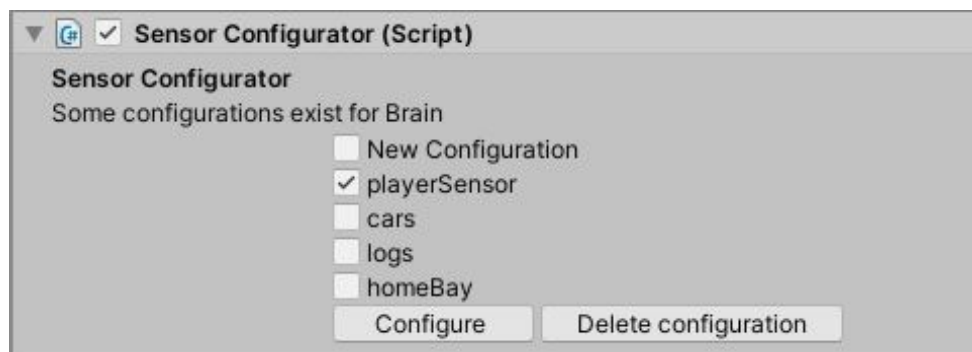 Sensor Configurator (Script)
Sensor Configurator
Some configurations exist for Brain
New Configuration
playerSensor
cars
logs
homeBay
Configure Delete configuration